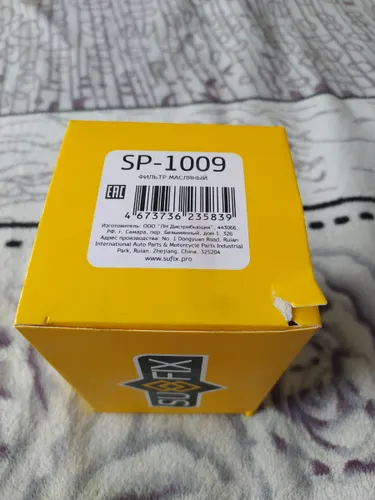 SP-1009
ФИЛЬТР МАСЛЯНЫЙ
EAC
4 673736 235839
Изготовитель: ООО "ЛН Дистрибьюция", 443066,
РФ, г. Самара, пер. Безымянный, Дом 1, 326
Адрес производства: No. 1 Dongyuan Road, Ruian
International Auto Parts & Motorcycle Parts Industrial
Park, Ruian, Zhejiang, China, 325204
www.sufix.pro
SUFIX